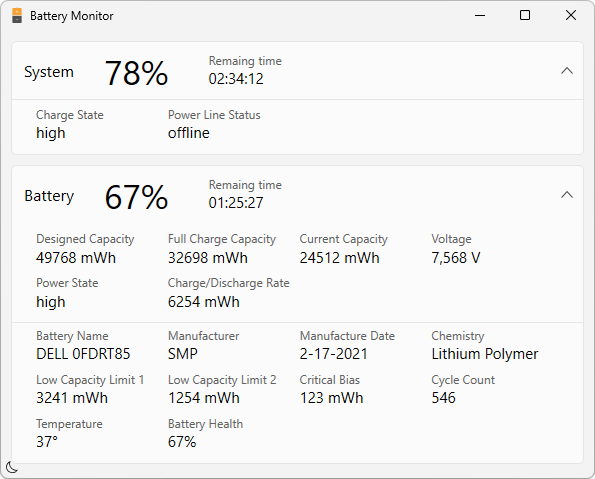 Battery Monitor
System 78% Remaing time
02:34:12
Charge State Power Line Status
high offline
Battery 67% Remaing time
01:25:27
Designed Capacity Full Charge Capacity Current Capacity Voltage
49768 mWh 32698 mWh 24512 mWh 7,568 V
Power State Charge/Discharge Rate
high 6254 mWh
Battery Name Manufacturer Manufacture Date Chemistry
DELL 0FDRT85 SMP 2-17-2021 Lithium Polymer
Low Capacity Limit 1 Low Capacity Limit 2 Critical Bias Cycle Count
3241 mWh 1254 mWh 123 mWh 546
Temperature Battery Health
37° 67%